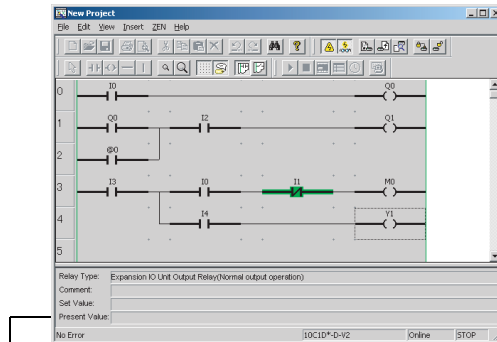 New Project
File Edit View Insert ZEN Help
0 I0 Q0
1 Q0 I2 Q1
2 @0
3 I3 I0 I1 M0
4 I4 Y1
5
Relay Type: Expansion IO Unit Output Relay(Normal output operation)
Comment:
Set Value:
Present Value:
No Error 10C1D*-D-V2 Online STOP